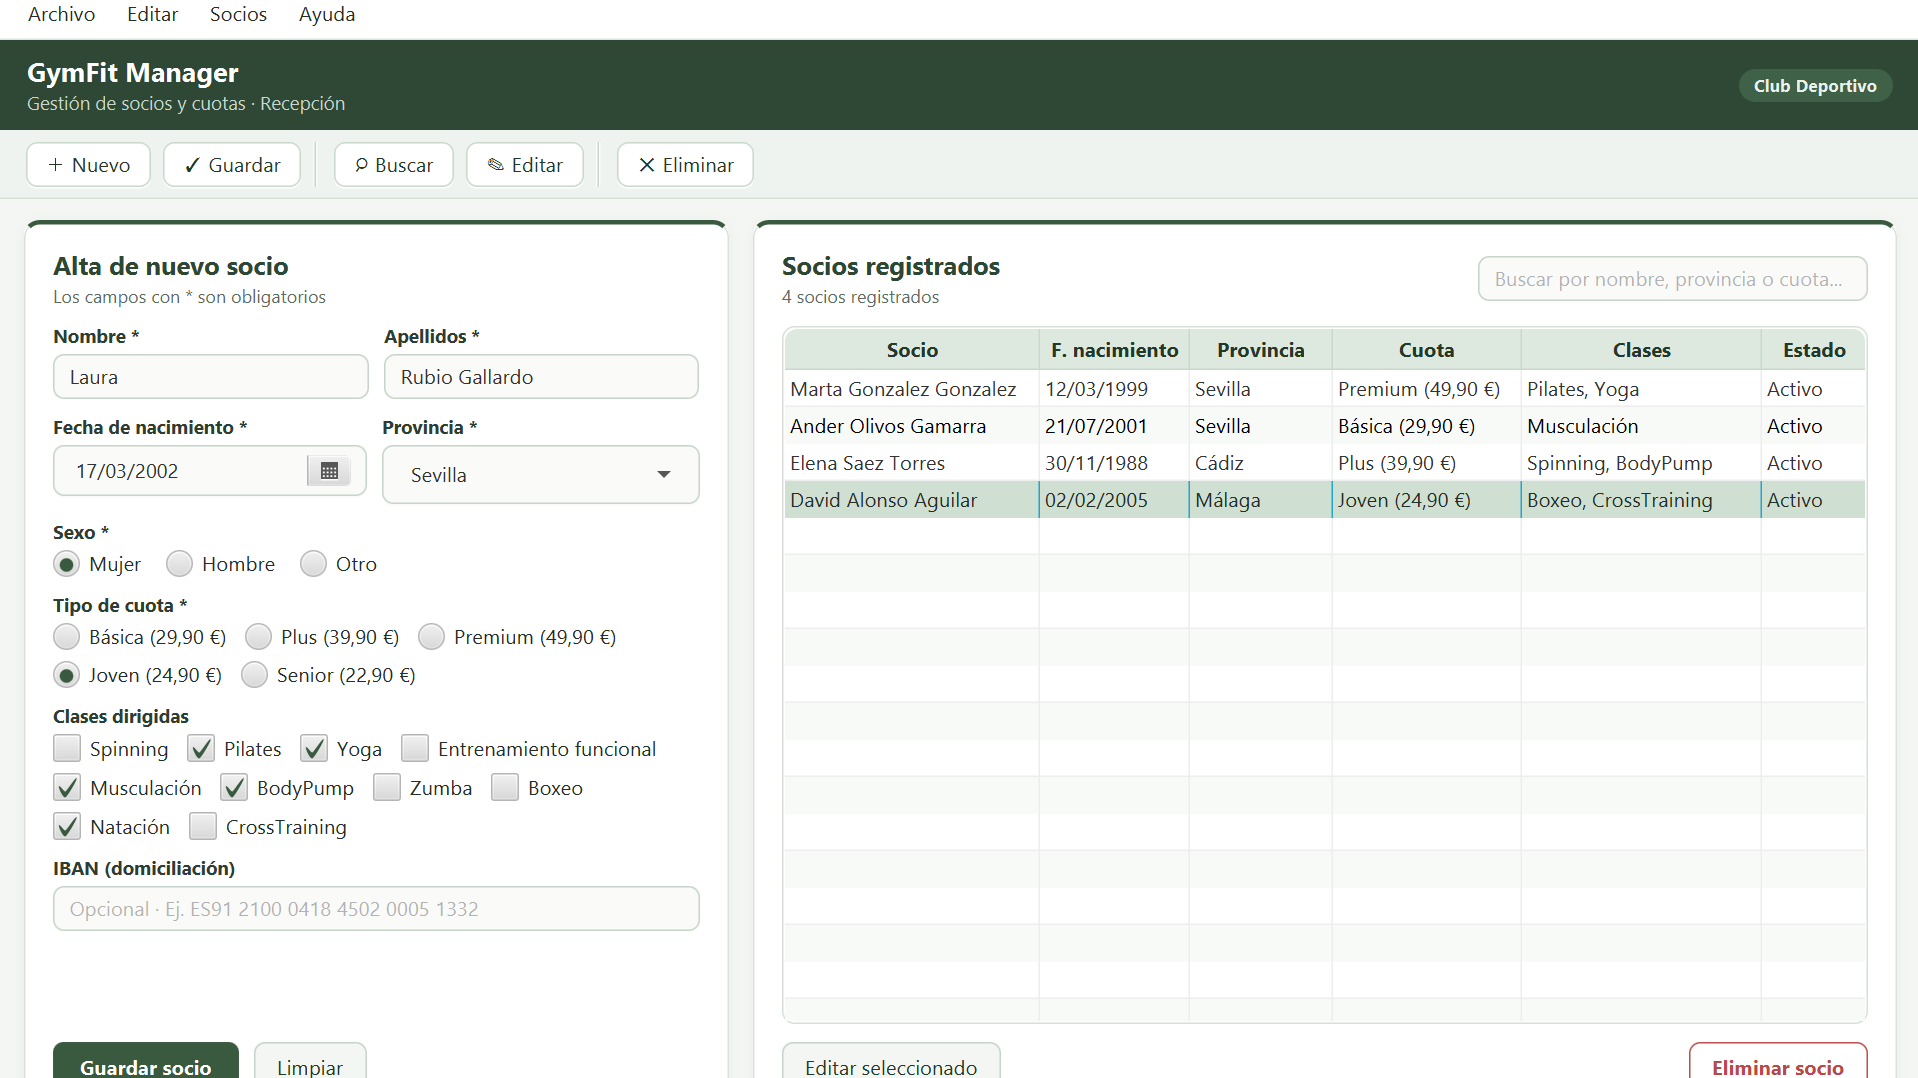 Archivo Editar Socios Ayuda
GymFit Manager
Gestión de socios y cuotas · Recepción
Club Deportivo
+ Nuevo ✓ Guardar Buscar ✎ Editar ✕ Eliminar
Alta de nuevo socio
Los campos con * son obligatorios
Nombre * Apellidos *
Laura Rubio Gallardo
Fecha de nacimiento * Provincia *
17/03/2002 Sevilla
Sexo *
Mujer Hombre Otro
Tipo de cuota *
Básica (29,90 €) Plus (39,90 €) Premium (49,90 €)
Joven (24,90 €) Senior (22,90 €)
Clases dirigidas
Spinning Pilates Yoga Entrenamiento funcional
Musculación BodyPump Zumba Boxeo
Natación CrossTraining
IBAN (domiciliación)
Opcional · Ej. ES91 2100 0418 4502 0005 1332
Guardar socio Limpiar
Socios registrados
4 socios registrados
Buscar por nombre, provincia o cuota...
Socio F. nacimiento Provincia Cuota Clases Estado
Marta Gonzalez Gonzalez 12/03/1999 Sevilla Premium (49,90 €) Pilates, Yoga Activo
Ander Olivos Gamarra 21/07/2001 Sevilla Básica (29,90 €) Musculación Activo
Elena Saez Torres 30/11/1988 Cádiz Plus (39,90 €) Spinning, BodyPump Activo
David Alonso Aguilar 02/02/2005 Málaga Joven (24,90 €) Boxeo, CrossTraining Activo
Editar seleccionado Eliminar socio